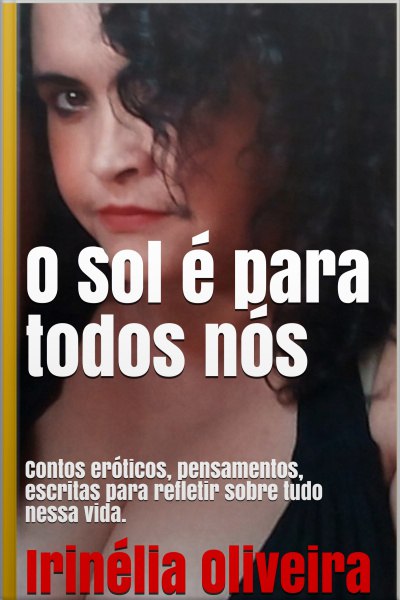 O Sol é para
todos nós
Contos eróticos, pensamentos,
escritas para refletir sobre tudo
nessa vida.
Irinélia Oliveira